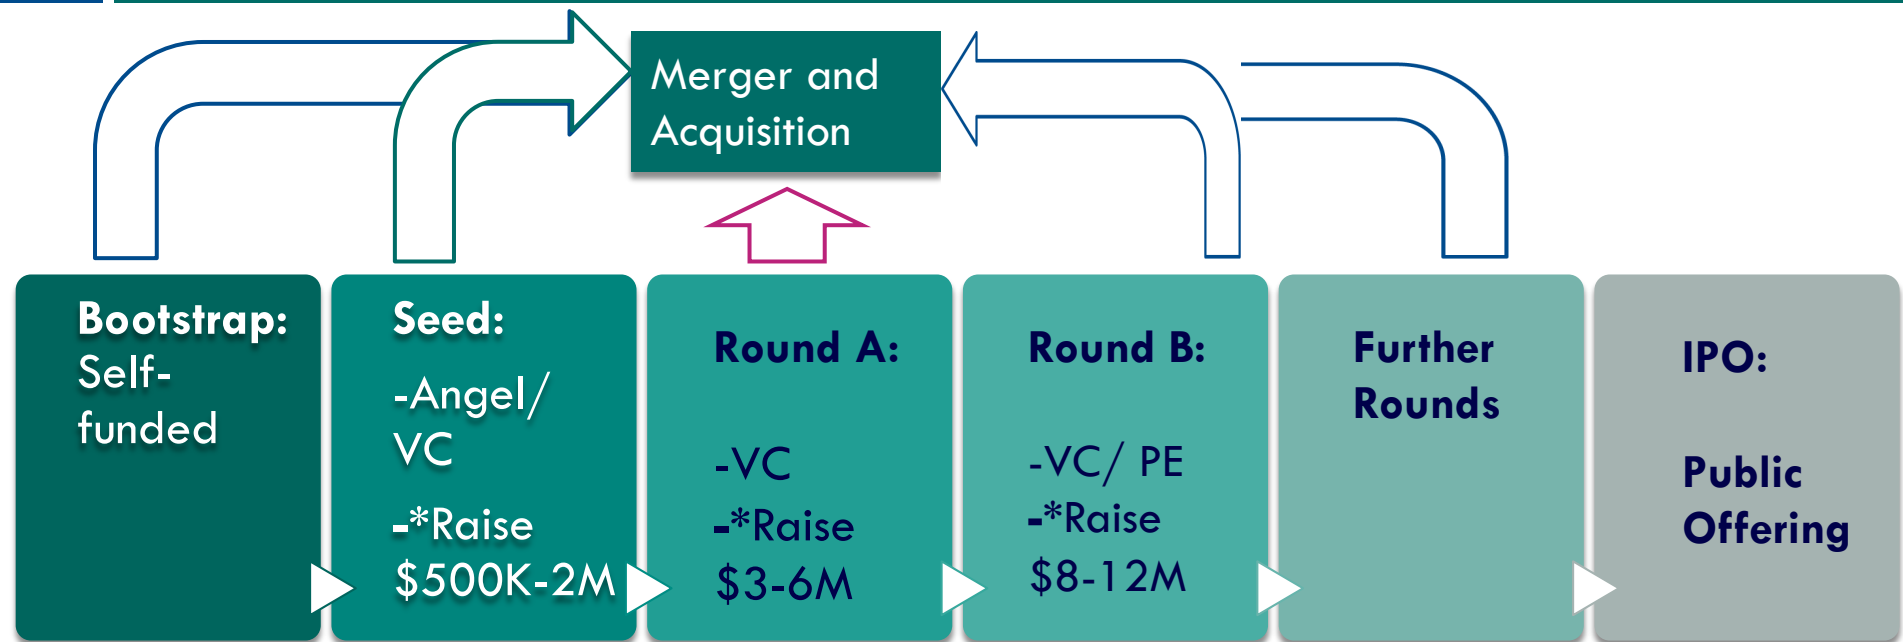 Merger and
Acquisition
Bootstrap:
Self-
funded
Seed:
-Angel/
VC
-*Raise
$500K-2M
Round A:
-VC
-*Raise
$3-6M
Round B:
-VC/ PE
-*Raise
$8-12M
Further
Rounds
IPO:
Public
Offering